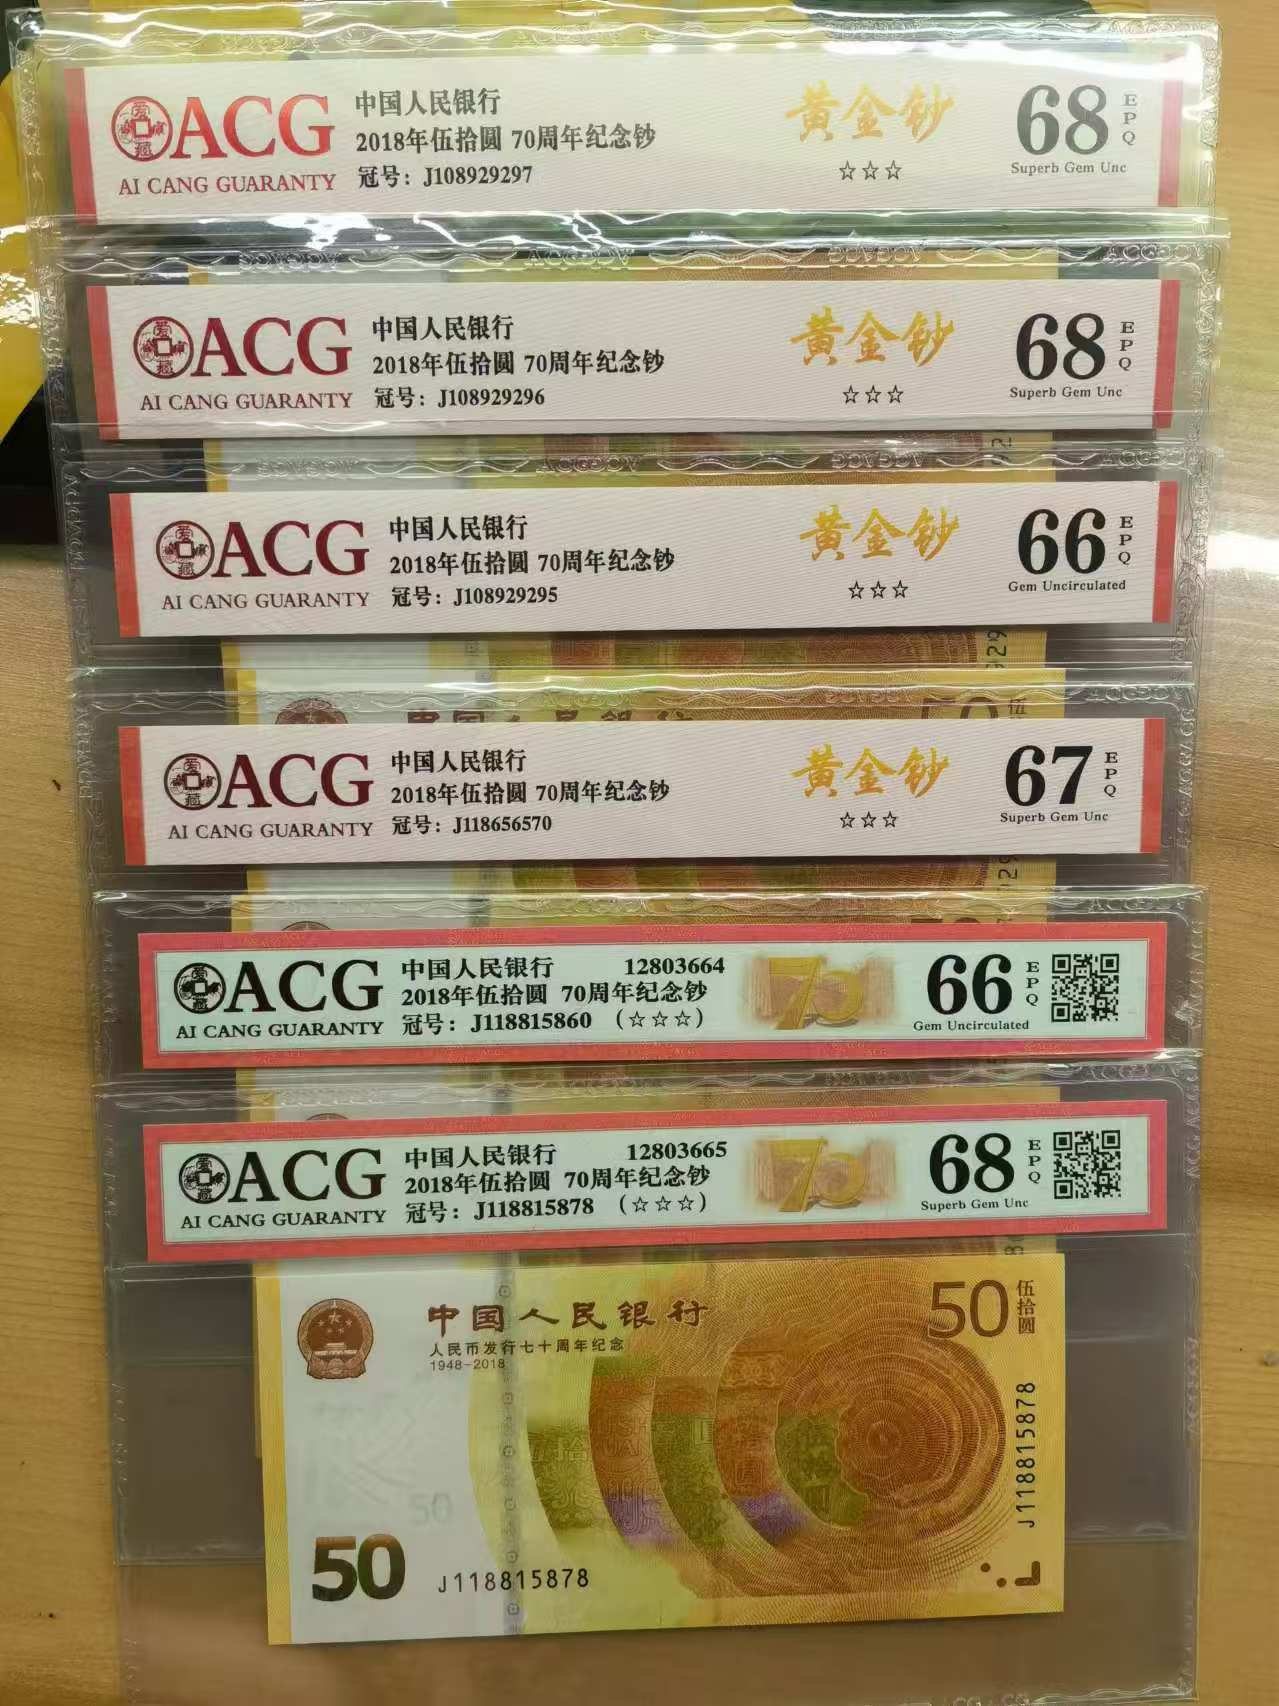 ACG
AI CANG GUARANTY
中国人民银行
2018年伍拾圆 70周年纪念钞
冠号：J108929297
黄金钞
☆☆☆
68
EPQ
Superb Gem Unc
ACG
AI CANG GUARANTY
中国人民银行
2018年伍拾圆 70周年纪念钞
冠号：J108929296
黄金钞
☆☆☆
68
EPQ
Superb Gem Unc
ACG
AI CANG GUARANTY
中国人民银行
2018年伍拾圆 70周年纪念钞
冠号：J108929295
黄金钞
☆☆☆
66
EPQ
Gem Uncirculated
ACG
AI CANG GUARANTY
中国人民银行
2018年伍拾圆 70周年纪念钞
冠号：J118656570
黄金钞
☆☆☆
67
EPQ
Superb Gem Unc
ACG
AI CANG GUARANTY
中国人民银行 12803664
2018年伍拾圆 70周年纪念钞
冠号：J118815860 (☆☆☆)
70
66
EPQ
Gem Uncirculated
ACG
AI CANG GUARANTY
中国人民银行 12803665
2018年伍拾圆 70周年纪念钞
冠号：J118815878 (☆☆☆)
70
68
EPQ
Superb Gem Unc
中国人民银行
人民币发行七十周年纪念
1948-2018
50
伍拾圆
J118815878
50
50
J118815878